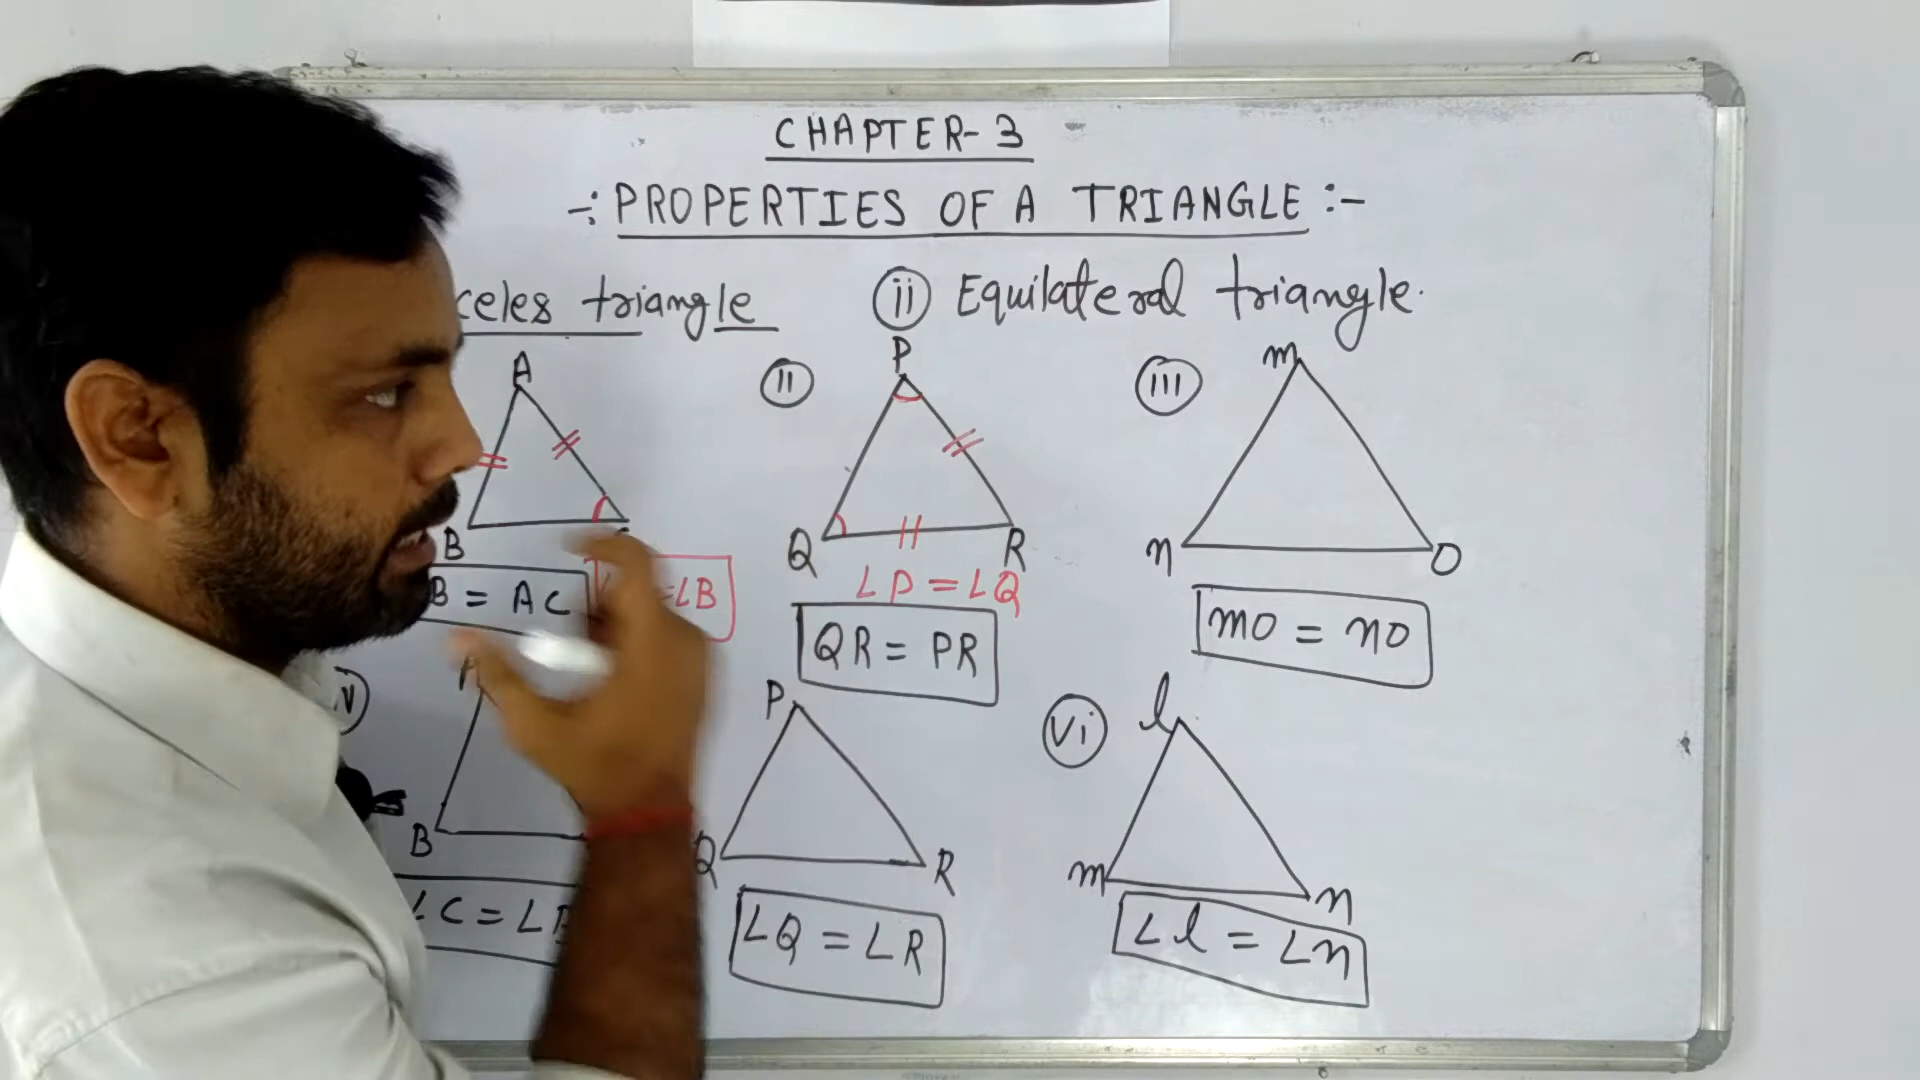 CHAPTER-3
-: PROPERTIES OF A TRIANGLE :-
celes triangle
(ii) Equilateral triangle.
A
B
B = AC
=∠B
(ii)
P
Q
R
∠P = ∠Q
QR = PR
(iii)
m
n
O
mo = no
B
∠C = ∠B
P
Q
R
∠Q = ∠R
(vi)
l
m
n
∠l = ∠n